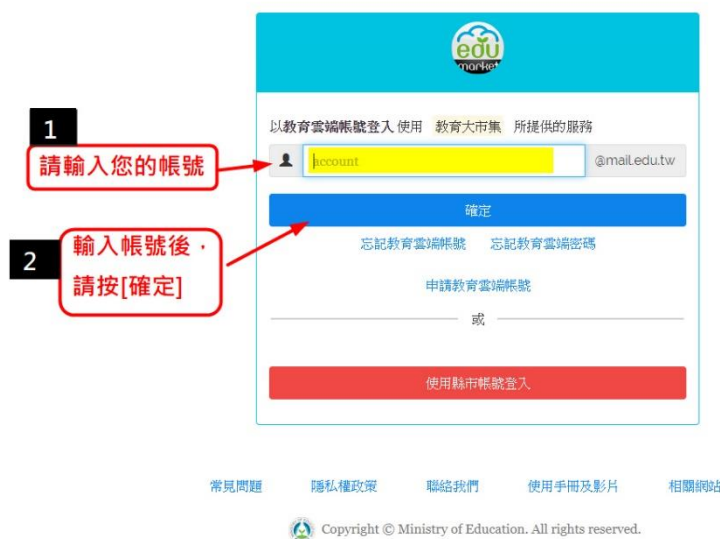 edu
market
以教育雲端帳號登入 使用 教育大市集 所提供的服務
1
請輸入您的帳號
account
@mail.edu.tw
確定
2
輸入帳號後，
請按[確定]
忘記教育雲端帳號 忘記教育雲端密碼
申請教育雲端帳號
或
使用縣市帳號登入
常見問題 隱私權政策 聯絡我們 使用手冊及影片 相關網站
Copyright © Ministry of Education. All rights reserved.